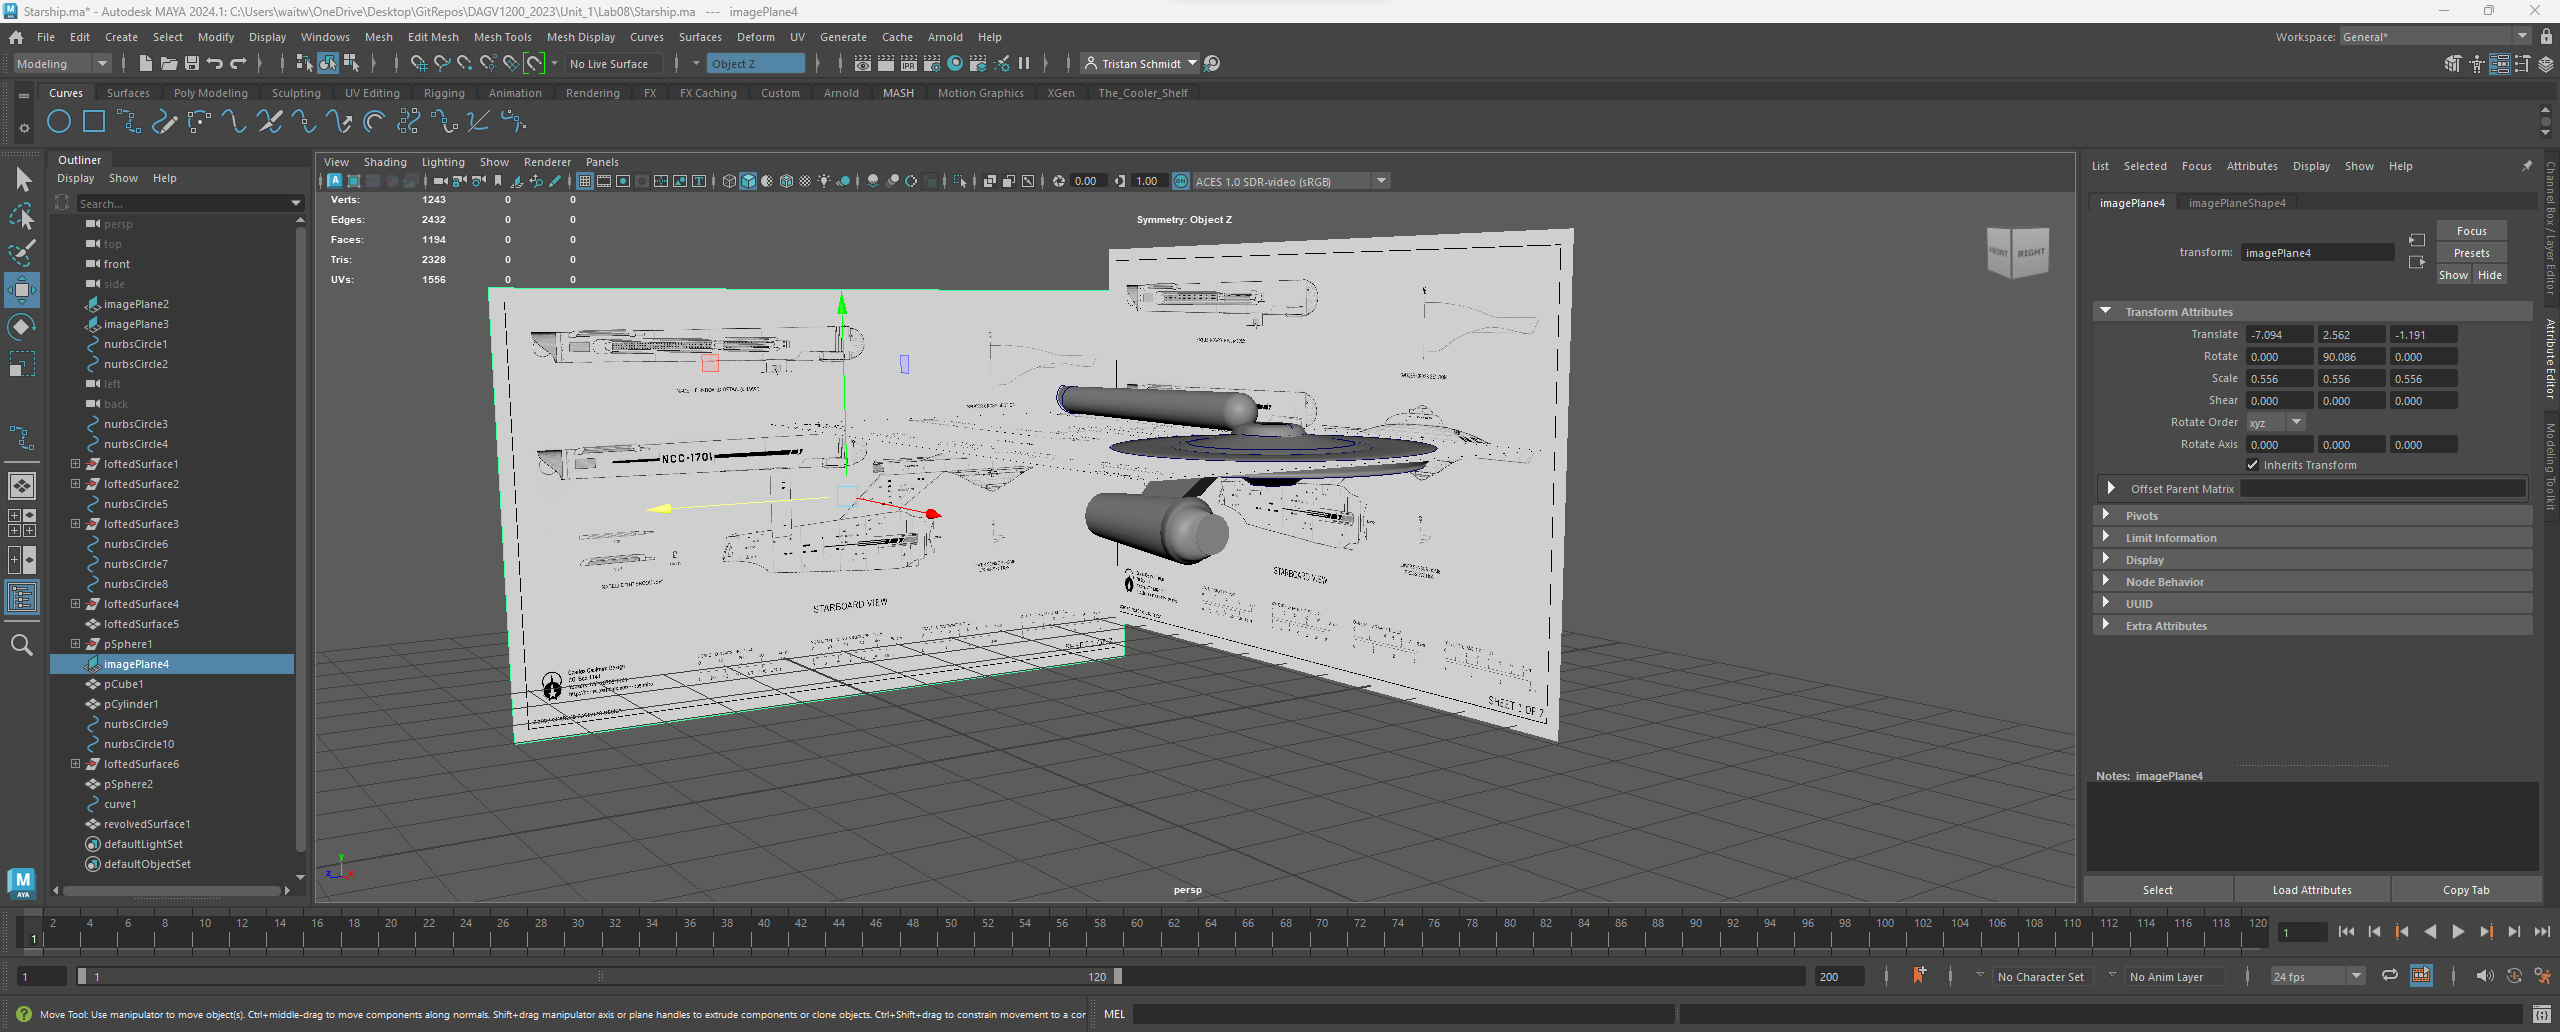 Starship.ma* - Autodesk MAYA 2024.1: C:\Users\waitw\OneDrive\Desktop\GitRepos\DAGV1200_2023\Unit_1\Lab08\Starship.ma --- imagePlane4
File Edit Create Select Modify Display Windows Mesh Edit Mesh Mesh Tools Mesh Display Curves Surfaces Deform UV Generate Cache Arnold Help
Workspace: General*
Modeling No Live Surface Object Z IPR Tristan Schmidt
Curves Surfaces Poly Modeling Sculpting UV Editing Rigging Animation Rendering FX FX Caching Custom Arnold MASH Motion Graphics XGen The_Cooler_Shelf
Outliner
Display Show Help
Search...
persp
top
front
side
imagePlane2
imagePlane3
nurbsCircle1
nurbsCircle2
left
back
nurbsCircle3
nurbsCircle4
loftedSurface1
loftedSurface2
nurbsCircle5
loftedSurface3
nurbsCircle6
nurbsCircle7
nurbsCircle8
loftedSurface4
loftedSurface5
pSphere1
imagePlane4
pCube1
pCylinder1
nurbsCircle9
nurbsCircle10
loftedSurface6
pSphere2
curve1
revolvedSurface1
defaultLightSet
defaultObjectSet
M
AYA
View Shading Lighting Show Renderer Panels
0.00 1.00 ON ACES 1.0 SDR-video (sRGB)
Verts: 1243 0 0
Edges: 2432 0 0
Faces: 1194 0 0
Tris: 2328 0 0
UVs: 1556 0 0
Symmetry: Object Z
FRONT RIGHT
NCC-1701
STARBOARD VIEW
STARBOARD VIEW
SHEET 1 OF 7
y
z x
persp
List Selected Focus Attributes Display Show Help
imagePlane4 imagePlaneShape4
transform: imagePlane4
Focus
Presets
Show Hide
Transform Attributes
Translate -7.094 2.562 -1.191
Rotate 0.000 90.086 0.000
Scale 0.556 0.556 0.556
Shear 0.000 0.000 0.000
Rotate Order xyz
Rotate Axis 0.000 0.000 0.000
Inherits Transform
Offset Parent Matrix
Pivots
Limit Information
Display
Node Behavior
UUID
Extra Attributes
Notes: imagePlane4
Select Load Attributes Copy Tab
Channel Box / Layer Editor
Attribute Editor
Modeling Toolkit
2 4 6 8 10 12 14 16 18 20 22 24 26 28 30 32 34 36 38 40 42 44 46 48 50 52 54 56 58 60 62 64 66 68 70 72 74 76 78 80 82 84 86 88 90 92 94 96 98 100 102 104 106 108 110 112 114 116 118 120
1 1
1 1 120 200 No Character Set No Anim Layer 24 fps
Move Tool: Use manipulator to move object(s). Ctrl+middle-drag to move components along normals. Shift+drag manipulator axis or plane handles to extrude components or clone objects. Ctrl+Shift+drag to constrain movement to a cor
MEL